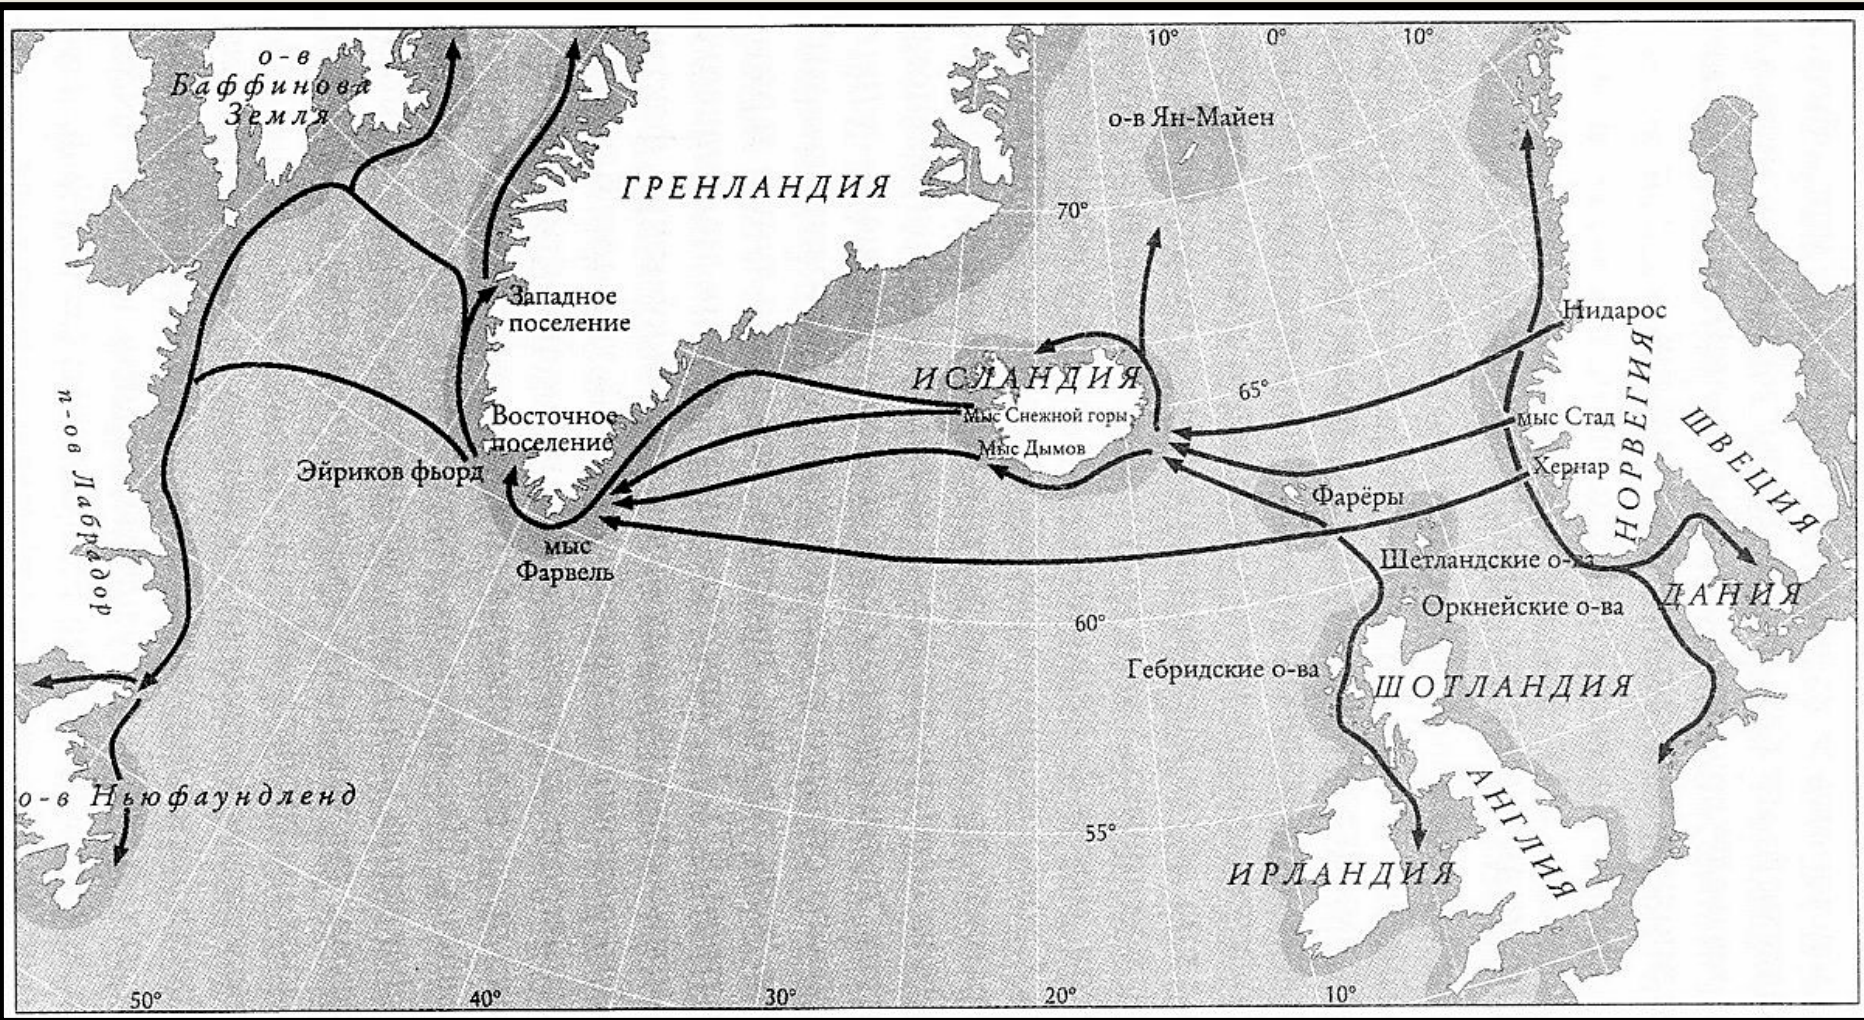 10° 0° 10°
о-в
Баффинова
Земля
о-в Ян-Майен
ГРЕНЛАНДИЯ
70°
Западное
поселение
Нидарос
ИСЛАНДИЯ
65°
Мыс Снежной горы
Мыс Дымов
Восточное
поселение
Эйриков фьорд
мыс Стад
Хернар
НОРВЕГИЯ
ШВЕЦИЯ
Фарёры
п-ов Лабрадор
мыс
Фарвель
Шетландские о-ва
ДАНИЯ
Оркнейские о-ва
60°
Гебридские о-ва
ШОТЛАНДИЯ
о-в Ньюфаундленд
АНГЛИЯ
55°
ИРЛАНДИЯ
50° 40° 30° 20° 10°